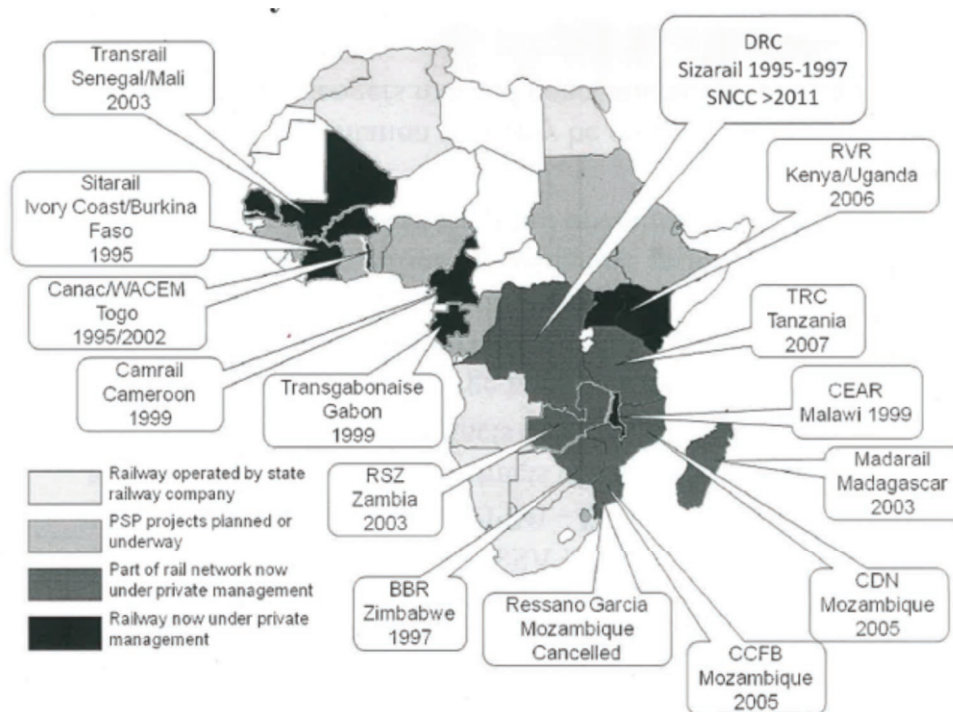 Transrail
Senegal/Mali
2003
DRC
Sizarail 1995-1997
SNCC >2011
RVR
Kenya/Uganda
2006
Sitarail
Ivory Coast/Burkina
Faso
1995
Canac/WACEM
Togo
1995/2002
TRC
Tanzania
2007
Camrail
Cameroon
1999
Transgabonaise
Gabon
1999
CEAR
Malawi 1999
RSZ
Zambia
2003
Madarail
Madagascar
2003
BBR
Zimbabwe
1997
Ressano Garcia
Mozambique
Cancelled
CCFB
Mozambique
2005
CDN
Mozambique
2005
Railway operated by state
railway company
PSP projects planned or
underway
Part of rail network now
under private management
Railway now under private
management